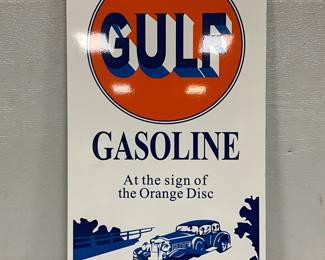 GULF
GASOLINE
At the sign of
the Orange Disc